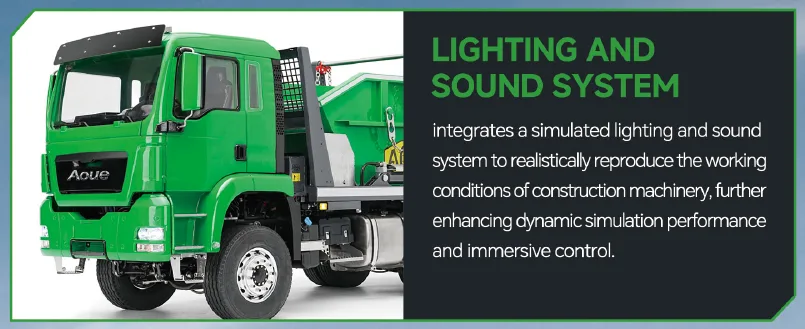 LIGHTING AND
SOUND SYSTEM
integrates a simulated lighting and sound
system to realistically reproduce the working
conditions of construction machinery, further
enhancing dynamic simulation performance
and immersive control.
Aoue